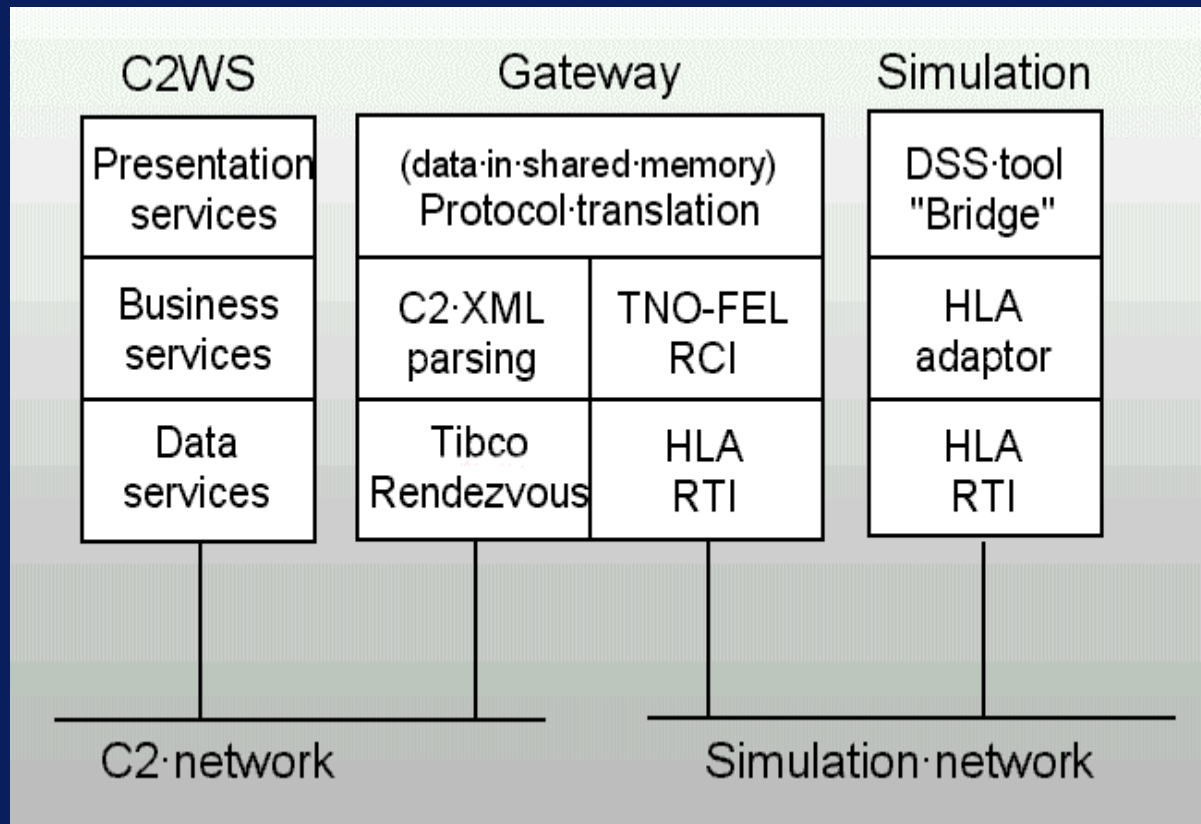 C2WS
Gateway
Simulation
Presentation
services
(data·in·shared·memory)
Protocol·translation
DSS·tool
"Bridge"
Business
services
C2·XML
parsing
TNO-FEL
RCI
HLA
adaptor
Data
services
Tibco
Rendezvous
HLA
RTI
HLA
RTI
C2·network
Simulation·network